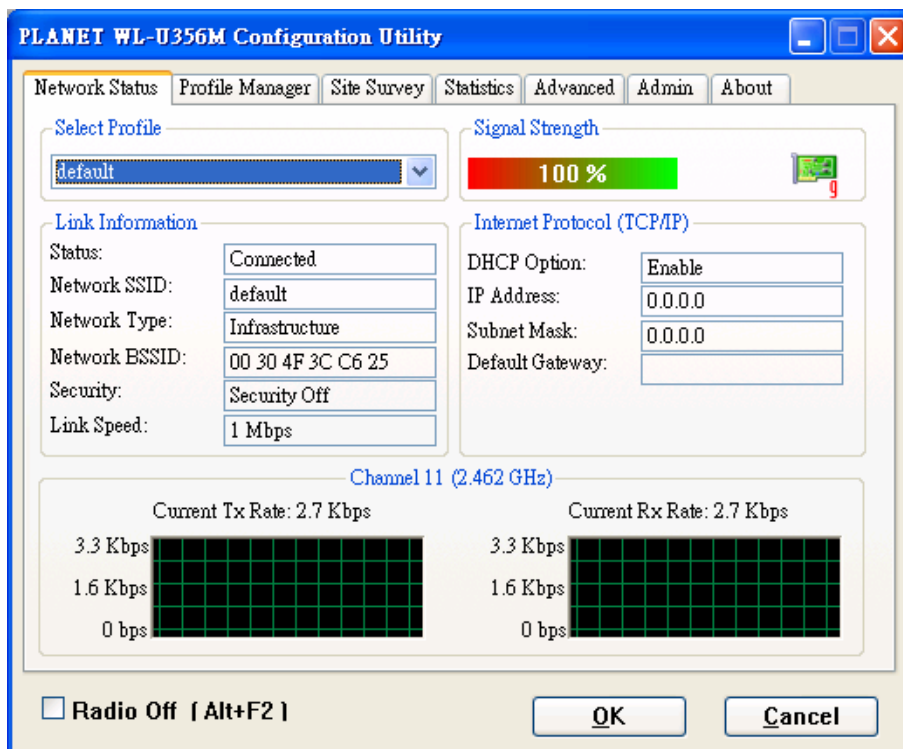 PLANET WL-U356M Configuration Utility
Network Status Profile Manager Site Survey Statistics Advanced Admin About
Select Profile
default
Signal Strength
100 %
g
Link Information
Status: Connected
Network SSID: default
Network Type: Infrastructure
Network BSSID: 00 30 4F 3C C6 25
Security: Security Off
Link Speed: 1 Mbps
Internet Protocol (TCP/IP)
DHCP Option: Enable
IP Address: 0.0.0.0
Subnet Mask: 0.0.0.0
Default Gateway:
Channel 11 (2.462 GHz)
Current Tx Rate: 2.7 Kbps
3.3 Kbps
1.6 Kbps
0 bps
Current Rx Rate: 2.7 Kbps
3.3 Kbps
1.6 Kbps
0 bps
Radio Off [ Alt+F2 ]
OK
Cancel